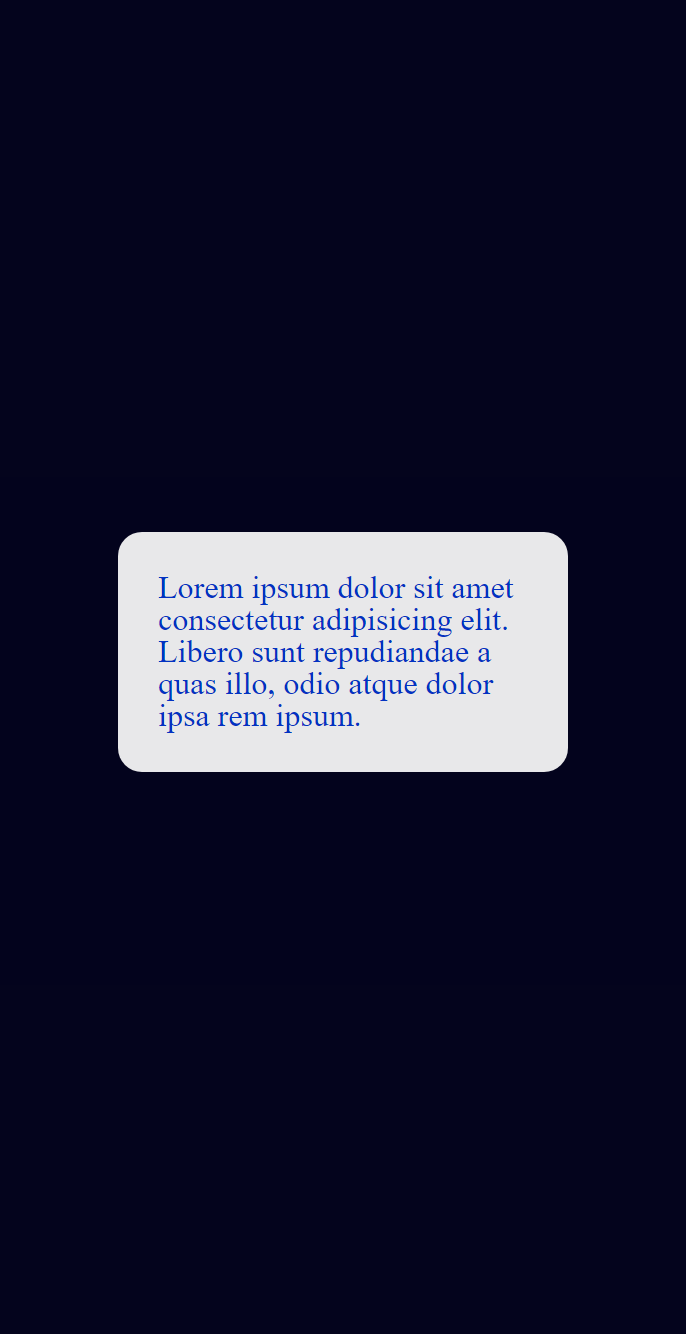 Lorem ipsum dolor sit amet
consectetur adipisicing elit.
Libero sunt repudiandae a
quas illo, odio atque dolor
ipsa rem ipsum.